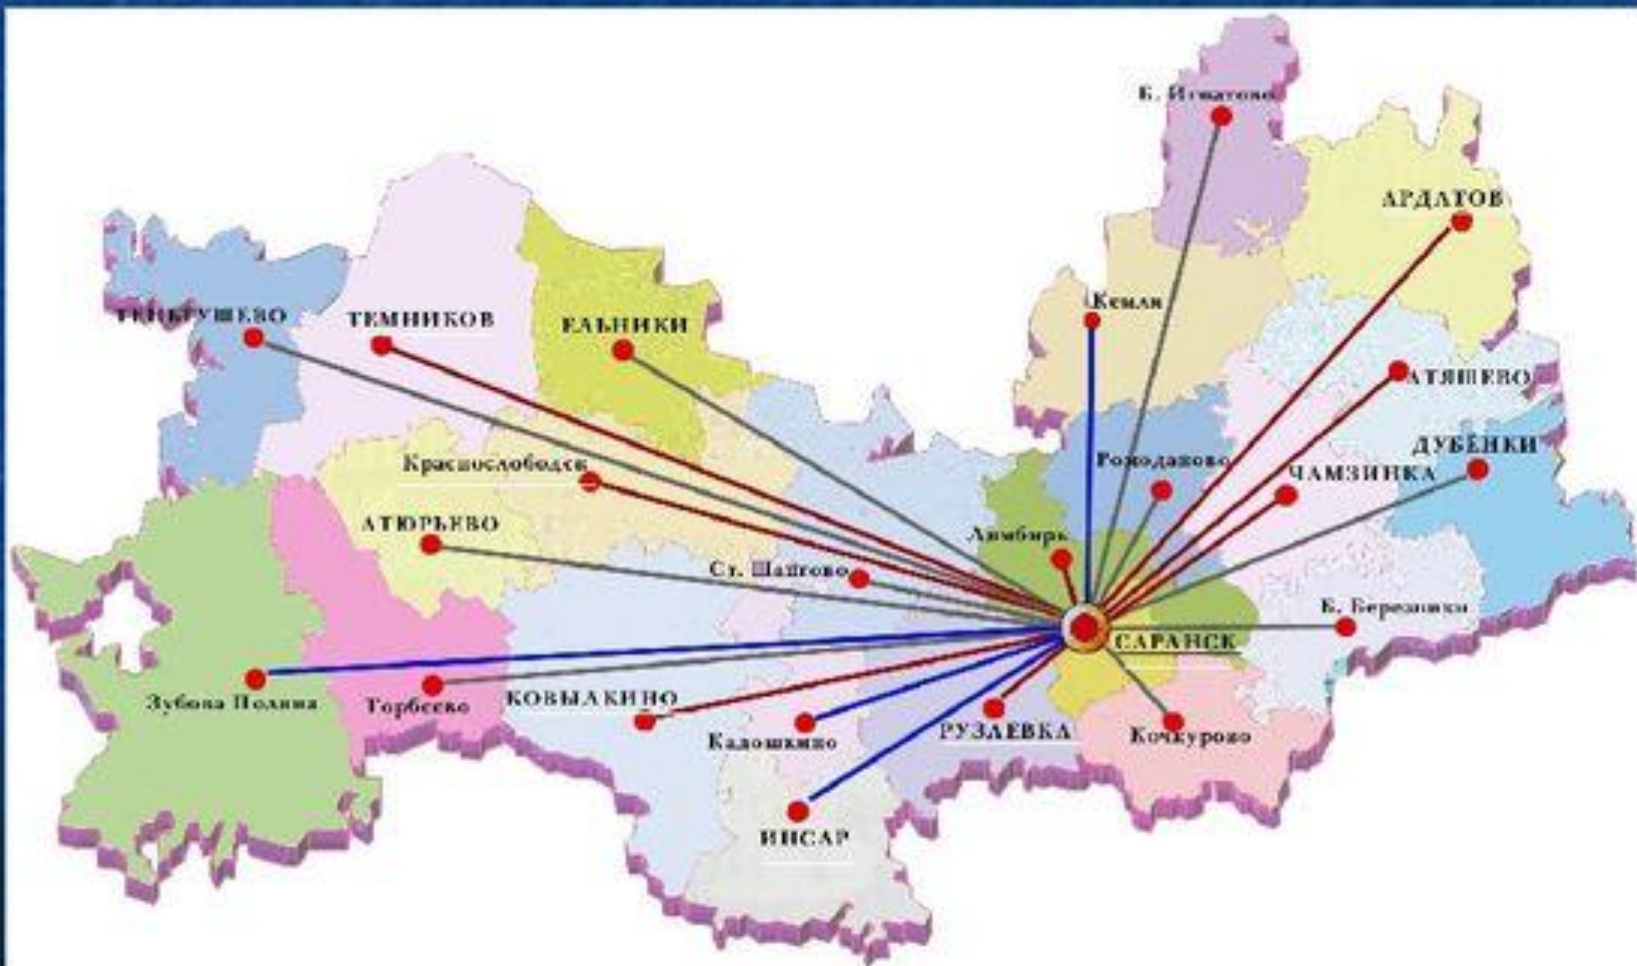 Б. Игнатово
АРДАТОВ
Кемля
ТЕНЬГУШЕВО
ТЕМНИКОВ
ЕЛЬНИКИ
АТЯШЕВО
ДУБЕНКИ
Краснослободск
Ромоданово
ЧАМЗИНКА
АТЮРЬЕВО
Лямбирь
Ст. Шайгово
Б. Березники
САРАНСК
Зубова Поляна
Торбеево
КОВЫЛКИНО
Кадошкино
РУЗАЕВКА
Кочкурово
ИНСАР